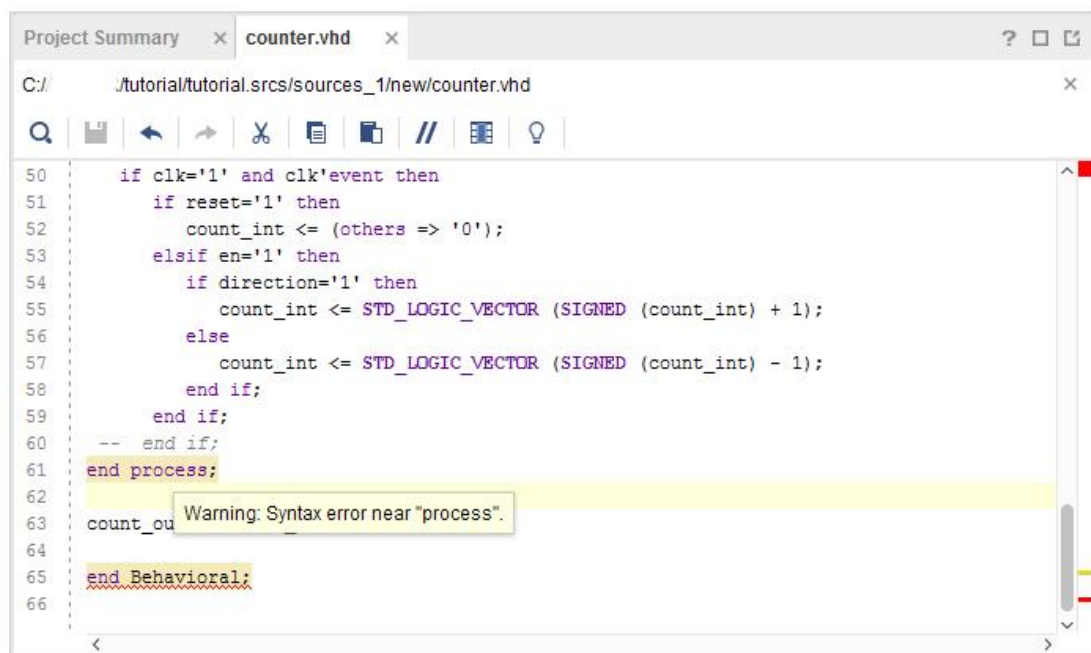 Project Summary × counter.vhd × ?
C:/ /tutorial/tutorial.srcs/sources_1/new/counter.vhd ×
50 if clk='1' and clk'event then
51 if reset='1' then
52 count_int <= (others => '0');
53 elsif en='1' then
54 if direction='1' then
55 count_int <= STD_LOGIC_VECTOR (SIGNED (count_int) + 1);
56 else
57 count_int <= STD_LOGIC_VECTOR (SIGNED (count_int) - 1);
58 end if;
59 end if;
60 -- end if;
61 end process;
62
Warning: Syntax error near "process".
63 count_ou
64
65 end Behavioral;
66